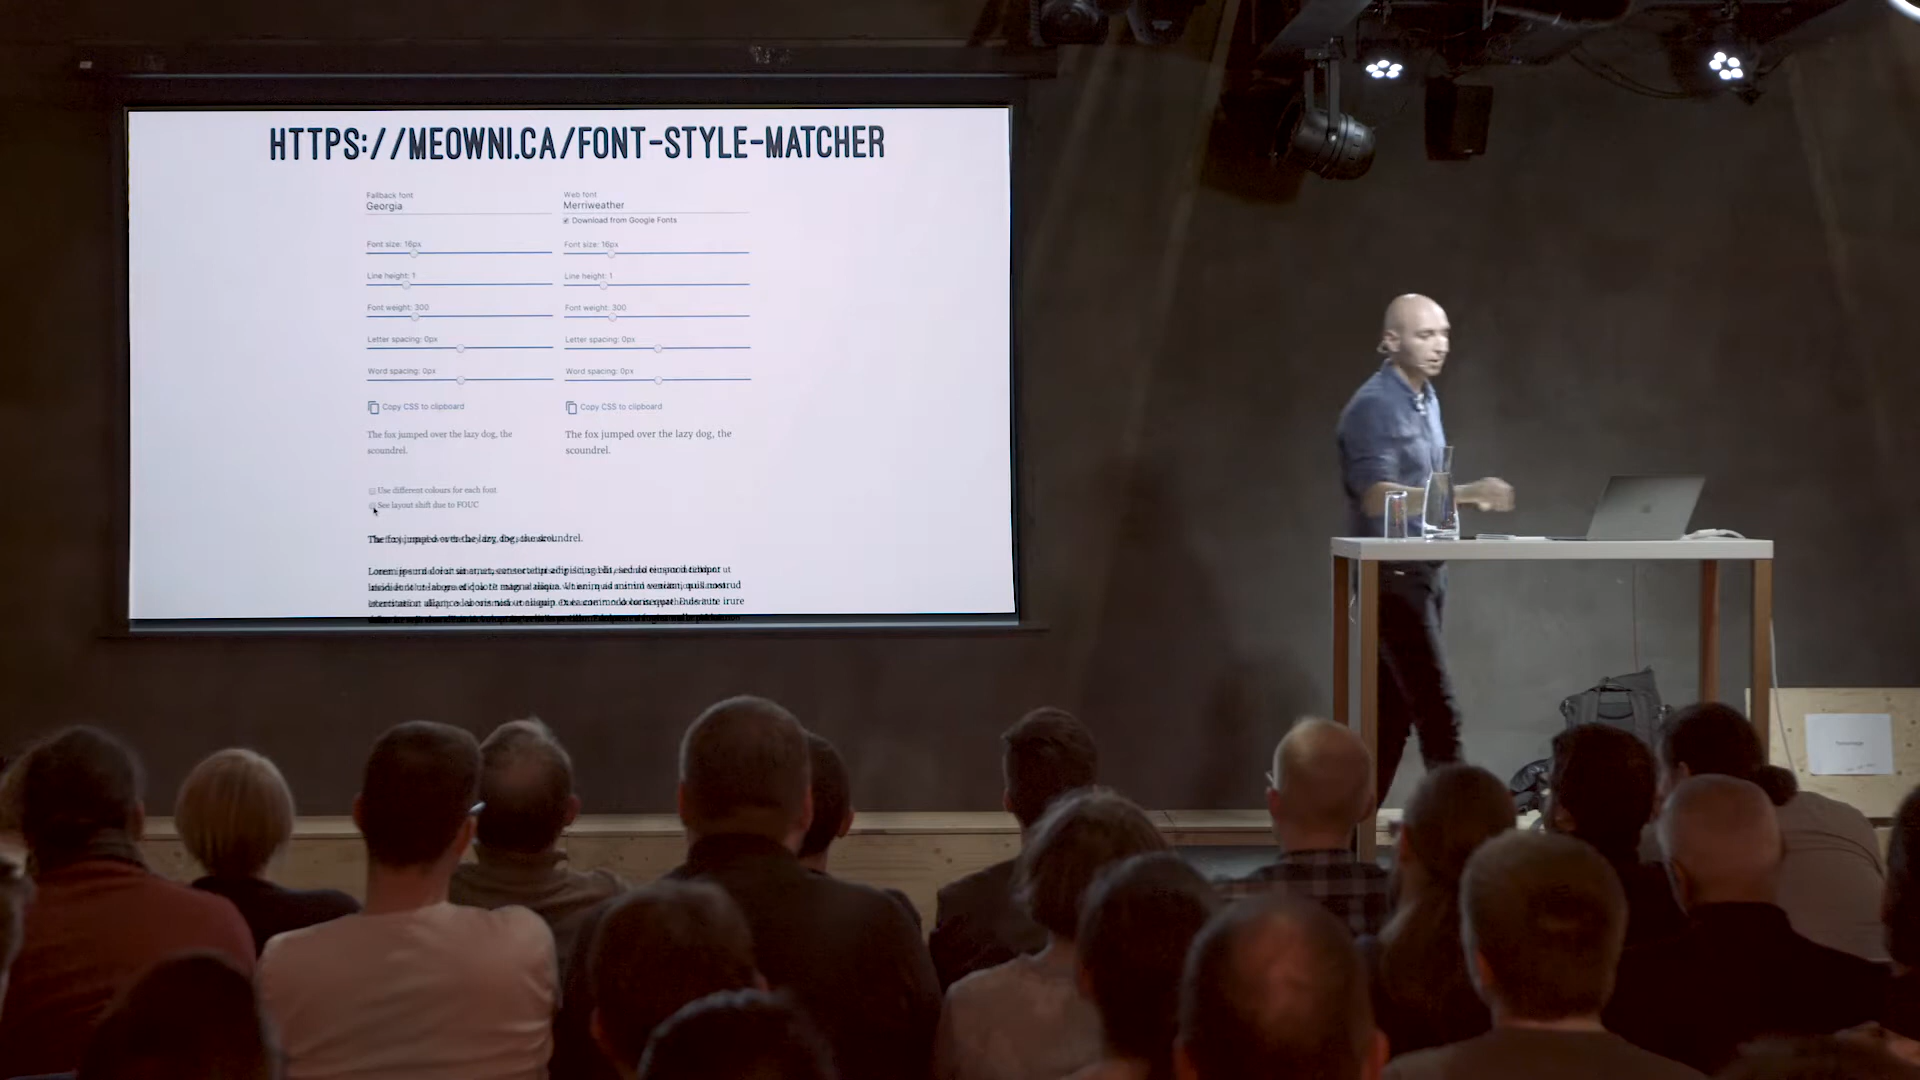 HTTPS://MEOWNI.CA/FONT-STYLE-MATCHER
Fallback font
Georgia
Web font
Merriweather
Download from Google Fonts
Font size: 16px
Font size: 16px
Line height: 1
Line height: 1
Font weight: 300
Font weight: 300
Letter spacing: 0px
Letter spacing: 0px
Word spacing: 0px
Word spacing: 0px
Copy CSS to clipboard
Copy CSS to clipboard
The fox jumped over the lazy dog, the
scoundrel.
The fox jumped over the lazy dog, the
scoundrel.
Use different colours for each font
See layout shift due to FOUC